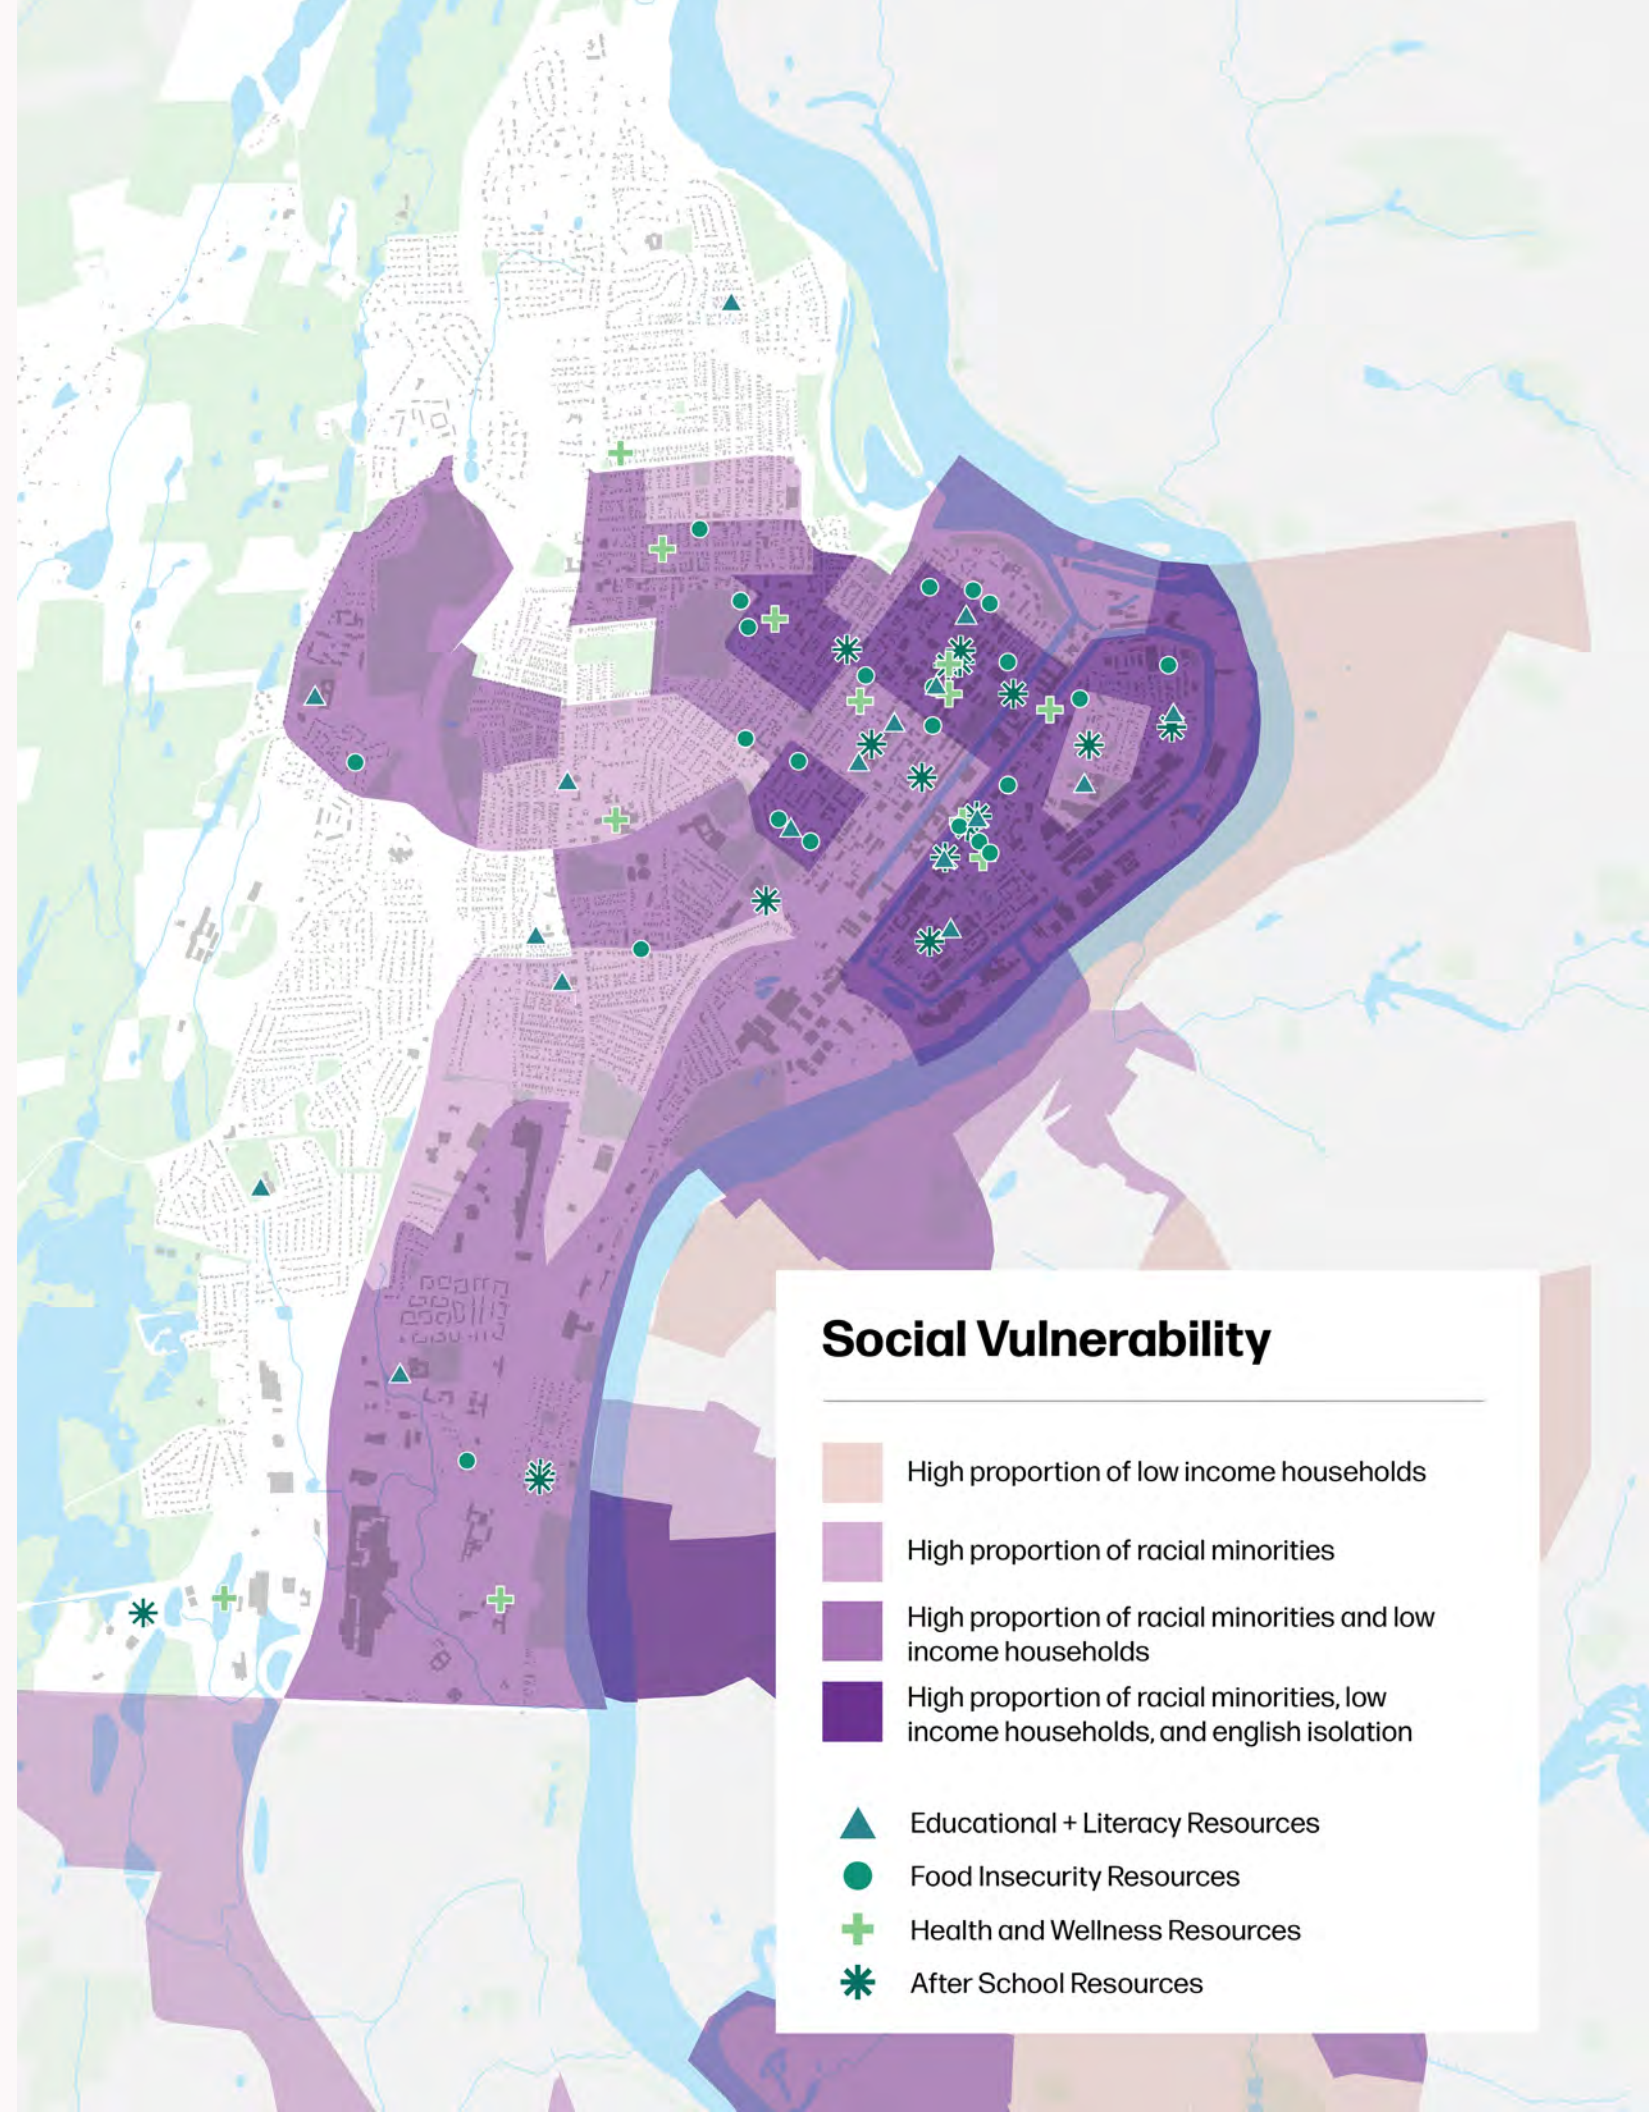 Social Vulnerability
High proportion of low income households
High proportion of racial minorities
High proportion of racial minorities and low
income households
High proportion of racial minorities, low
income households, and english isolation
Educational + Literacy Resources
Food Insecurity Resources
Health and Wellness Resources
After School Resources